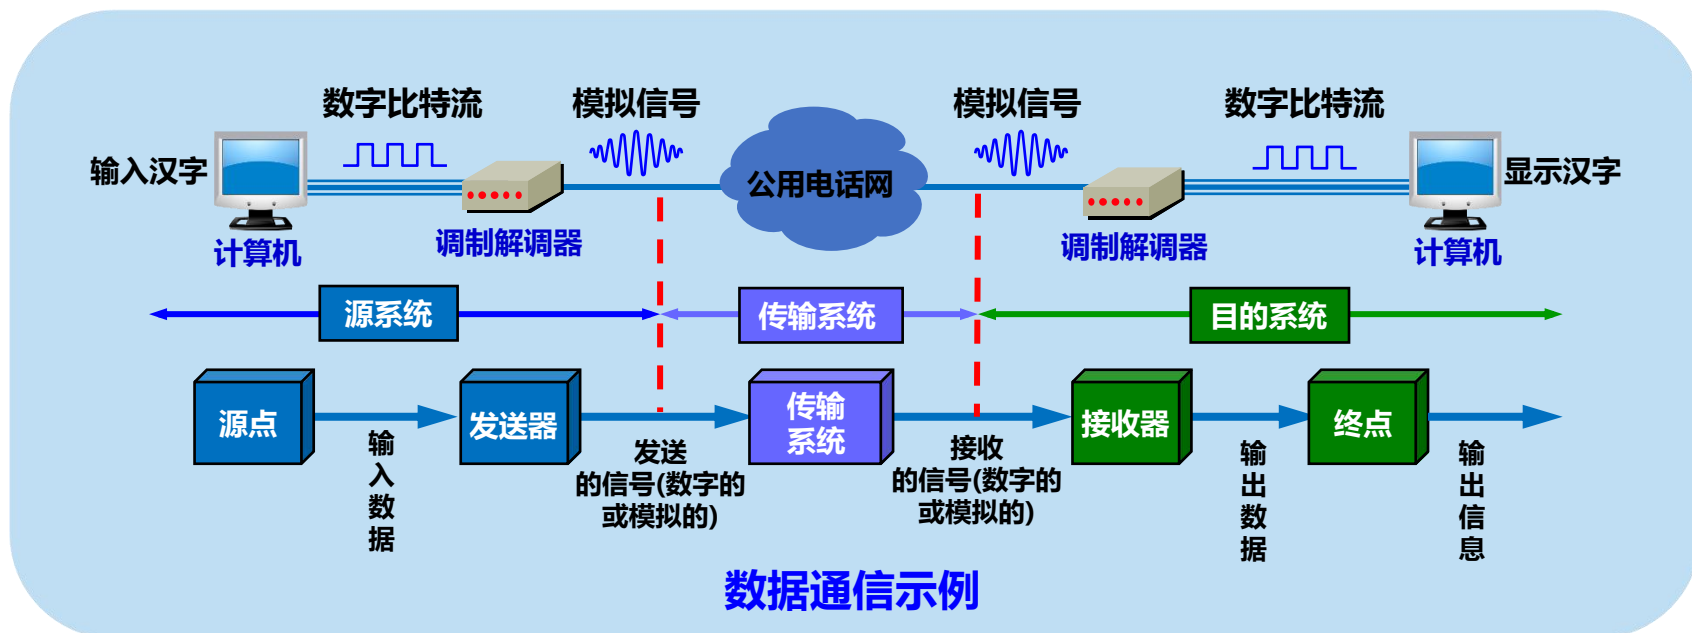 数字比特流
模拟信号
模拟信号
数字比特流
输入汉字
公用电话网
显示汉字
计算机
调制解调器
调制解调器
计算机
源系统
传输系统
目的系统
源点
发送器
传输
系统
接收器
终点
输
入
数
据
发送
的信号(数字的
或模拟的)
接收
的信号(数字的
或模拟的)
输
出
数
据
输
出
信
息
数据通信示例